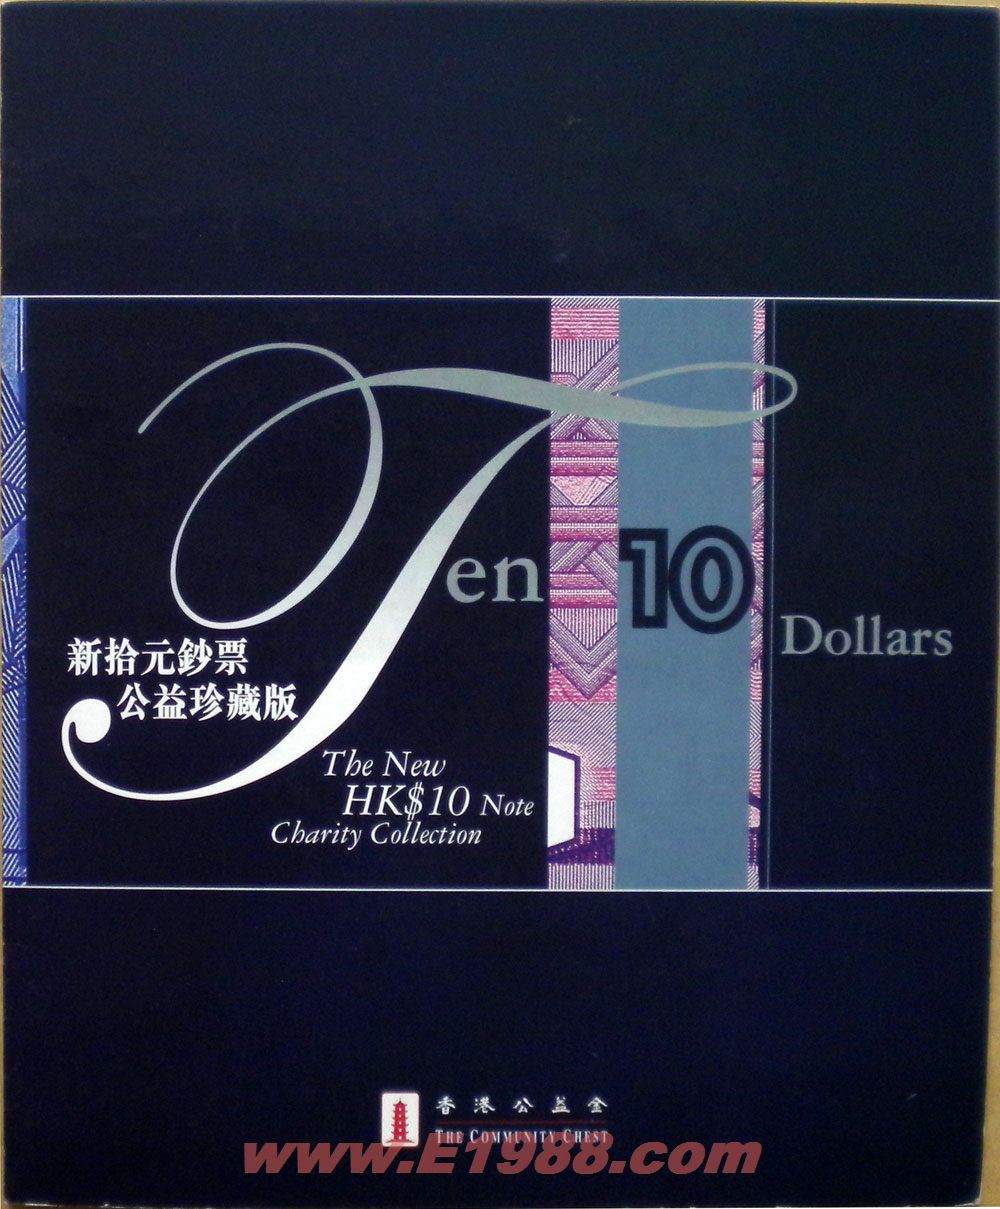 Ten
10
Dollars
新拾元鈔票
公益珍藏版
The New
HK$10 Note
Charity Collection
香港公益金
THE COMMUNITY CHEST
www.E1988.com